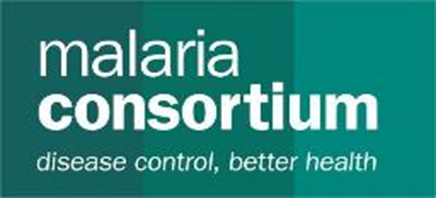 malaria
consortium
disease control, better health